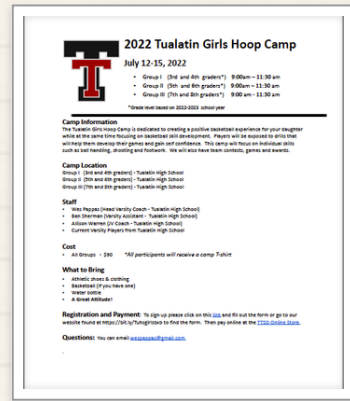 2022 Tualatin Girls Hoop Camp
July 12-15, 2022
• Group I (3rd and 4th graders*) 9:00am – 11:30 am
• Group II (5th and 6th graders*) 9:00 am – 11:30 am
• Group III (7th and 8th graders*) 9:00 am – 11:30 am
*Grade level based on 2022-2023 school year
T
Camp Information
The Tualatin Girls Hoop Camp is dedicated to creating a positive basketball experience for your daughter
while at the same time focusing on basketball skill development. Players will be exposed to drills that
will help them develop their games and gain self confidence. This camp will focus on individual skills
such as ball handling, shooting and footwork. We will also have team contests, games and awards.
Camp Location
Group I (3rd and 4th graders) - Tualatin High School
Group II (5th and 6th graders) - Tualatin High School
Group III (7th and 8th graders) - Tualatin High School
Staff
• Wes Pappas (Head Varsity Coach - Tualatin High School)
• Ben Sherman (Varsity Assistant - Tualatin High School)
• Allison Warren (JV Coach - Tualatin High School)
• Current Varsity Players from Tualatin High School
Cost
• All Groups - $90 *All participants will receive a camp T-shirt
What to Bring
• Athletic shoes & clothing
• Basketball (if you have one)
• Water bottle
• A Great Attitude!
Registration and Payment: To sign up please click on this link and fill out the form or go to our
website found at to find the form. Then pay online at the TTSD Online Store.
Questions: You can email wespappas@gmail.com